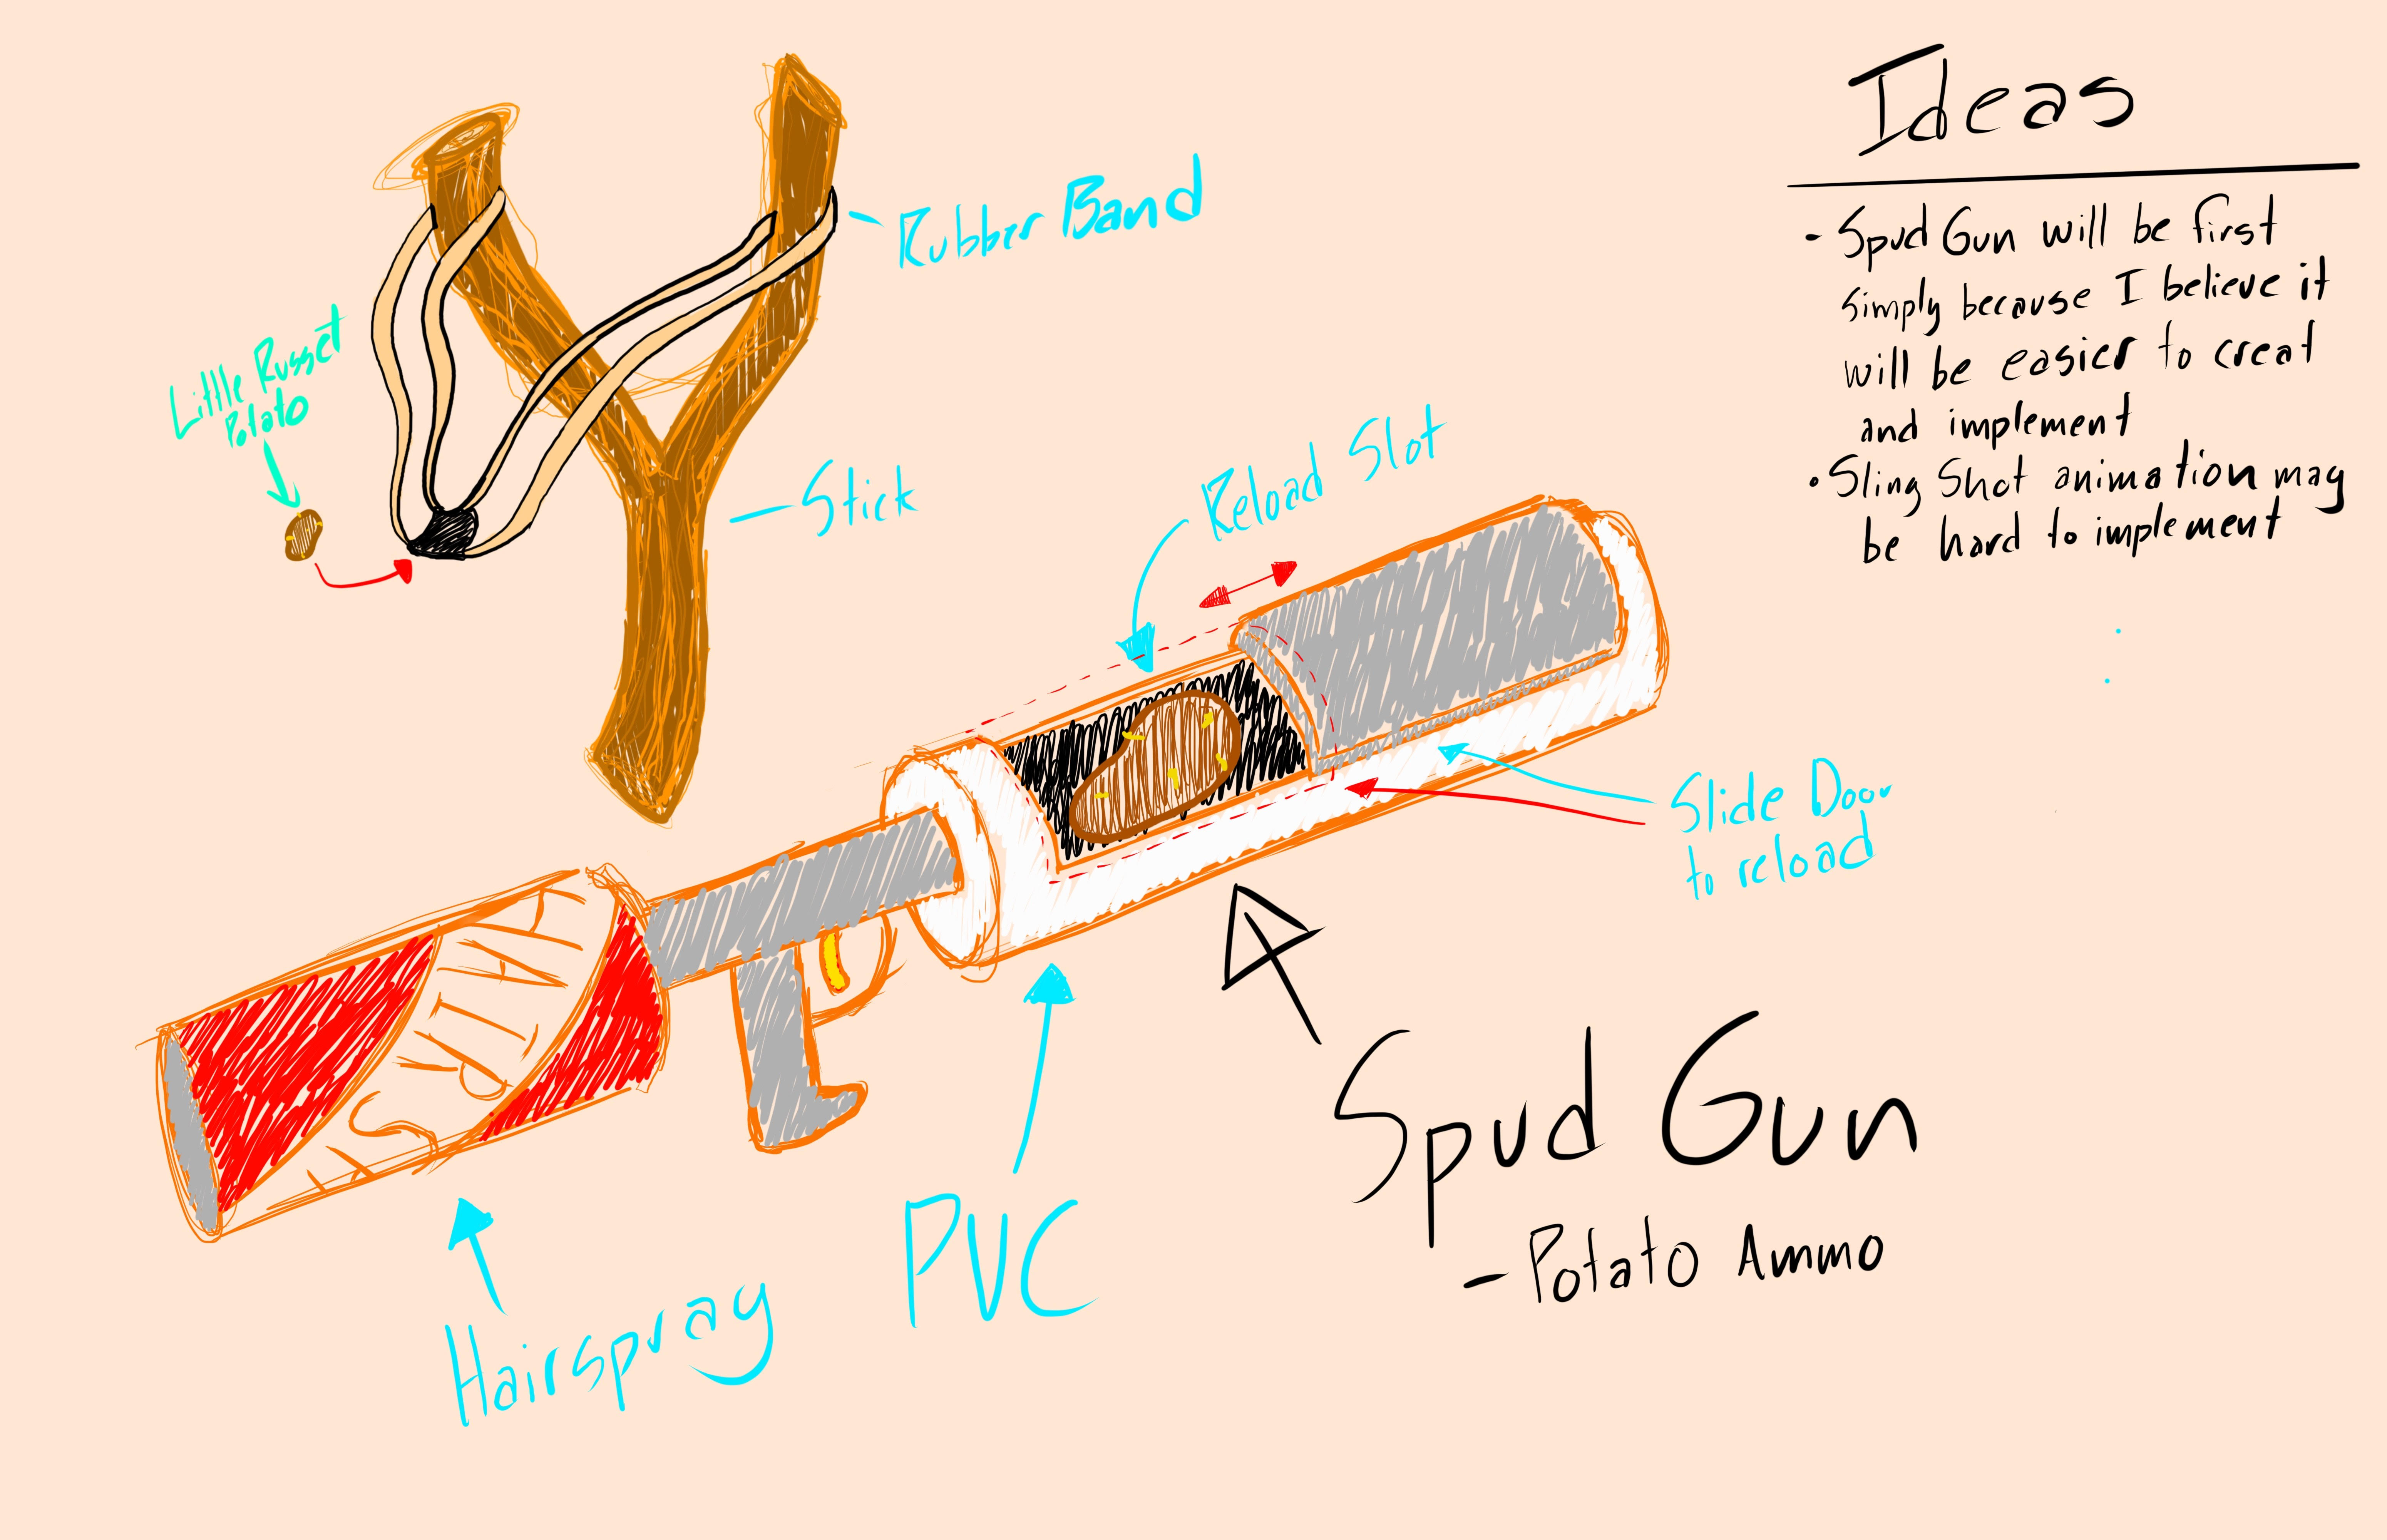 Ideas
- Spud Gun will be first
simply because I believe it
will be easier to creat
and implement
• Sling Shot animation may
be hard to implement
Rubber Band
Little Russet
Potato
Stick
Reload Slot
Slide Door
to reload
Spud Gun
- Potato Ammo
PVC
Hairspray